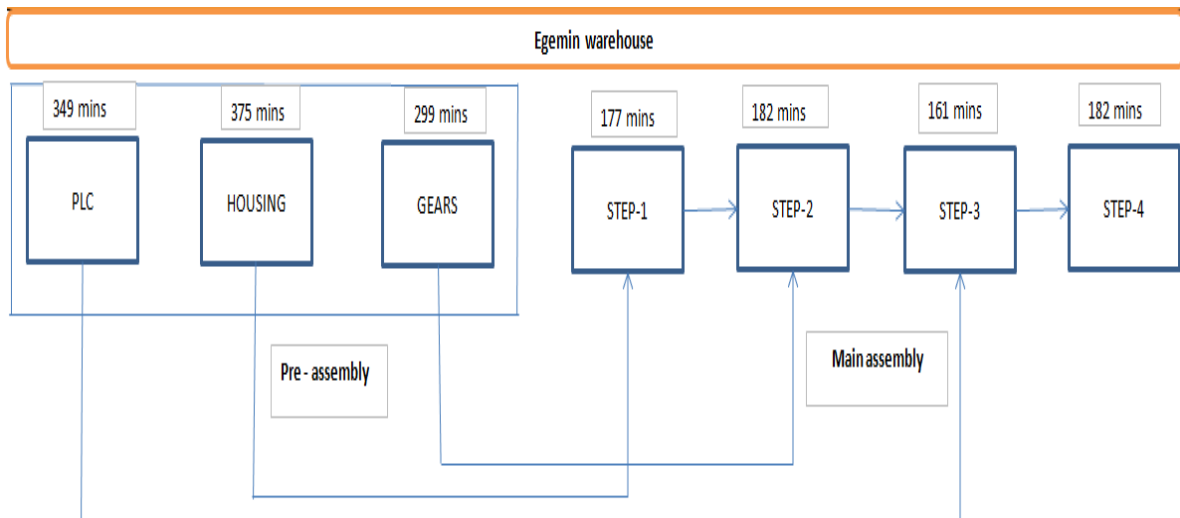 Egemin warehouse
349 mins
375 mins
299 mins
177 mins
182 mins
161 mins
182 mins
PLC
HOUSING
GEARS
STEP-1
STEP-2
STEP-3
STEP-4
Pre - assembly
Main assembly